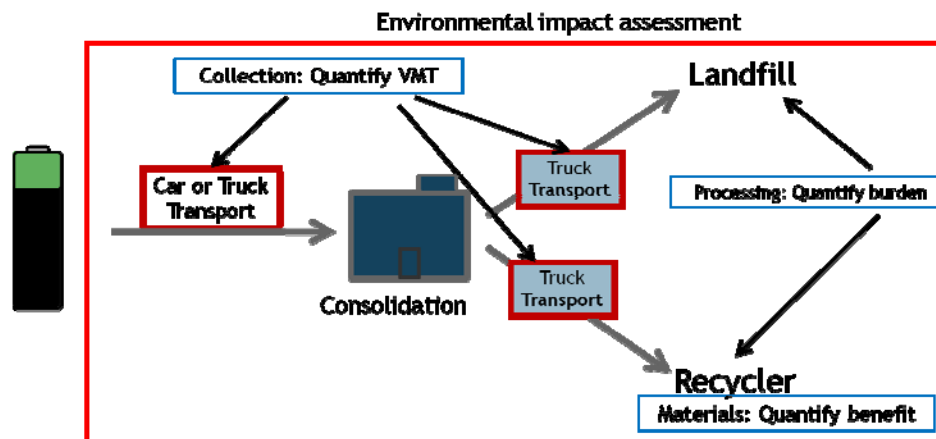 Environmental impact assessment
Collection: Quantify VMT
Landfill
Car or Truck
Transport
Truck
Transport
Processing: Quantify burden
Consolidation
Truck
Transport
Recycler
Materials: Quantify benefit